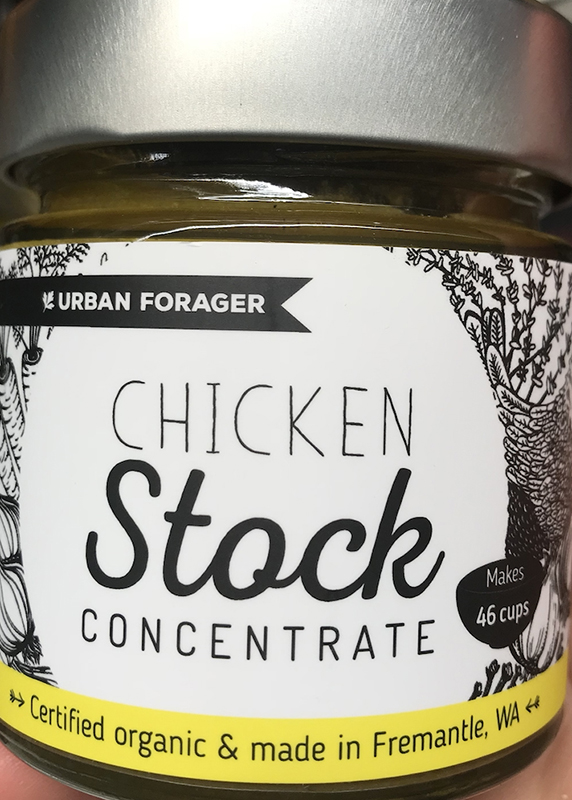 URBAN FORAGER
CHICKEN
Stock
CONCENTRATE
Makes
46 cups
Certified organic & made in Fremantle, WA